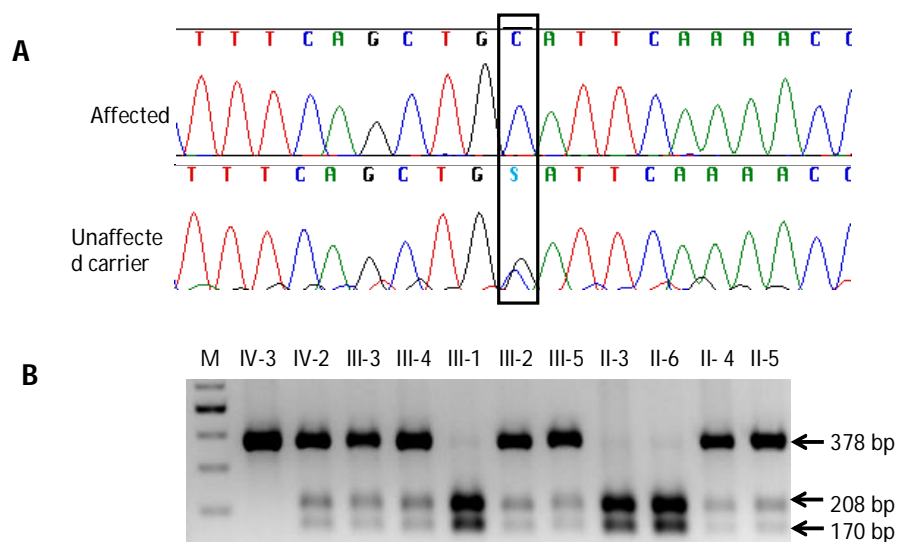 A
T T T C A G C T G C A T T C A A A A C C
Affected
T T T C A G C T G S A T T C A A A A C C
Unaffecte
d carrier
B
M IV-3 IV-2 III-3 III-4 III-1 III-2 III-5 II-3 II-6 II- 4 II-5
378 bp
208 bp
170 bp